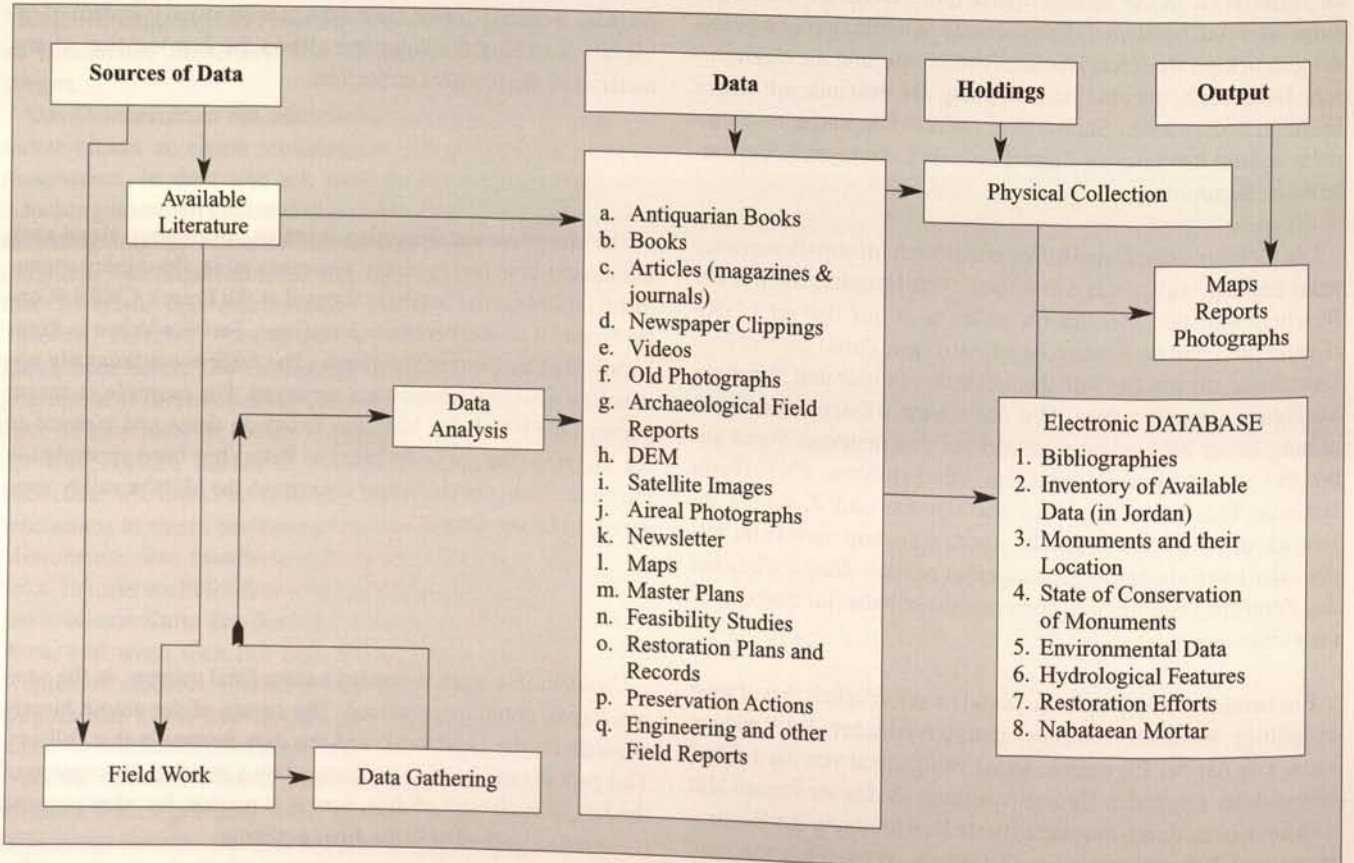 Sources of Data
Available
Literature
Data
Analysis
Field Work
Data Gathering
Data
a. Antiquarian Books
b. Books
c. Articles (magazines &
journals)
d. Newspaper Clippings
e. Videos
f. Old Photographs
g. Archaeological Field
Reports
h. DEM
i. Satellite Images
j. Aireal Photographs
k. Newsletter
l. Maps
m. Master Plans
n. Feasibility Studies
o. Restoration Plans and
Records
p. Preservation Actions
q. Engineering and other
Field Reports
Holdings
Physical Collection
Output
Maps
Reports
Photographs
Electronic DATABASE
1. Bibliographies
2. Inventory of Available
Data (in Jordan)
3. Monuments and their
Location
4. State of Conservation
of Monuments
5. Environmental Data
6. Hydrological Features
7. Restoration Efforts
8. Nabataean Mortar